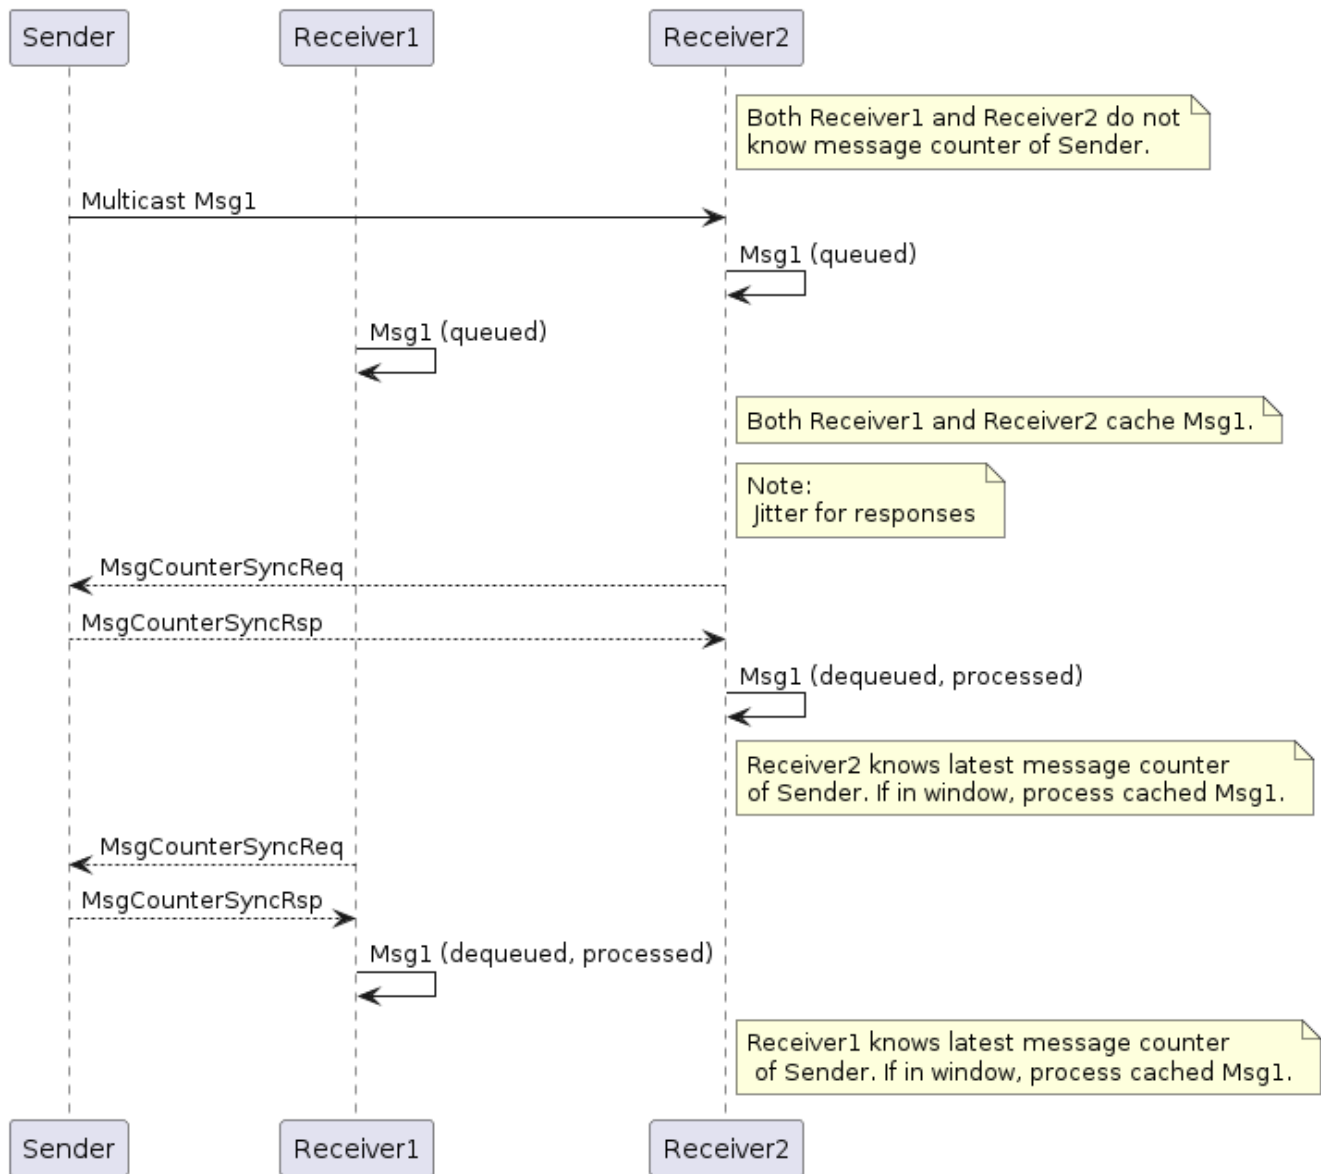 Sender
Receiver1
Receiver2
Both Receiver1 and Receiver2 do not
know message counter of Sender.
Multicast Msg1
Msg1 (queued)
Msg1 (queued)
Both Receiver1 and Receiver2 cache Msg1.
Note:
Jitter for responses
MsgCounterSyncReq
MsgCounterSyncRsp
Msg1 (dequeued, processed)
Receiver2 knows latest message counter
of Sender. If in window, process cached Msg1.
MsgCounterSyncReq
MsgCounterSyncRsp
Msg1 (dequeued, processed)
Receiver1 knows latest message counter
of Sender. If in window, process cached Msg1.
Sender
Receiver1
Receiver2